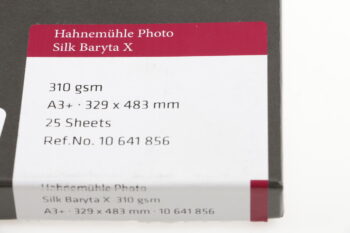 Hahnemühle Photo
Silk Baryta X
310 gsm
A3+ · 329 x 483 mm
25 Sheets
Ref.No. 10 641 856
Hahnemühle Photo
Silk Baryta X 310 gsm
A3+ · 329 x 483 mm · 10 641 856